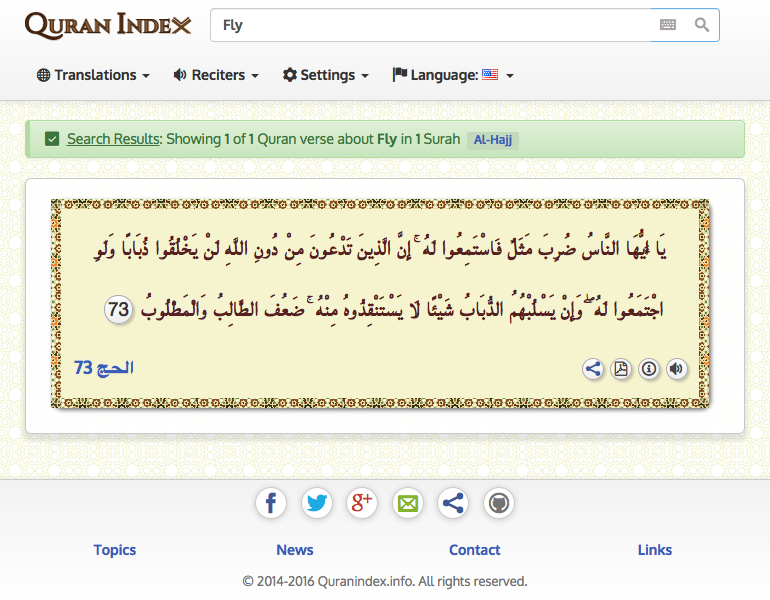 QURAN INDEX
Fly
Translations
Reciters
Settings
Language:
Search Results: Showing 1 of 1 Quran verse about Fly in 1 Surah Al-Hajj
يَا أَيُّهَا النَّاسُ ضُرِبَ مَثَلٌ فَاسْتَمِعُوا لَهُ ۚ إِنَّ الَّذِينَ تَدْعُونَ مِنْ دُونِ اللَّهِ لَنْ يَخْلُقُوا ذُبَابًا وَلَوِ
اجْتَمَعُوا لَهُ ۖ وَإِنْ يَسْلُبْهُمُ الذُّبَابُ شَيْئًا لَا يَسْتَنْقِذُوهُ مِنْهُ ۚ ضَعُفَ الطَّالِبُ وَالْمَطْلُوبُ 73
الحج 73
Topics
News
Contact
Links
© 2014-2016 Quranindex.info. All rights reserved.